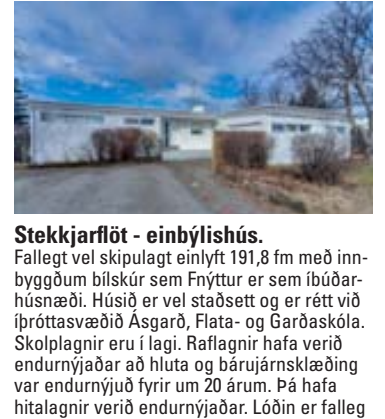 Stekkjarflöt - einbýlishús.
Fallegt vel skipulagt einlyft 191,8 fm með inn-
byggðum bílskúr sem Fnýttur er sem íbúðar-
húsnæði. Húsið er vel staðsett og er rétt við
íþróttasvæðið Ásgarð, Flata- og Garðaskóla.
Skolplagnir eru í lagi. Raflagnir hafa verið
endurnýjaðar að hluta og bárujárnsklæðing
var endurnýjuð fyrir um 20 árum. Þá hafa
hitalagnir verið endurnýjaðar. Lóðin er falleg